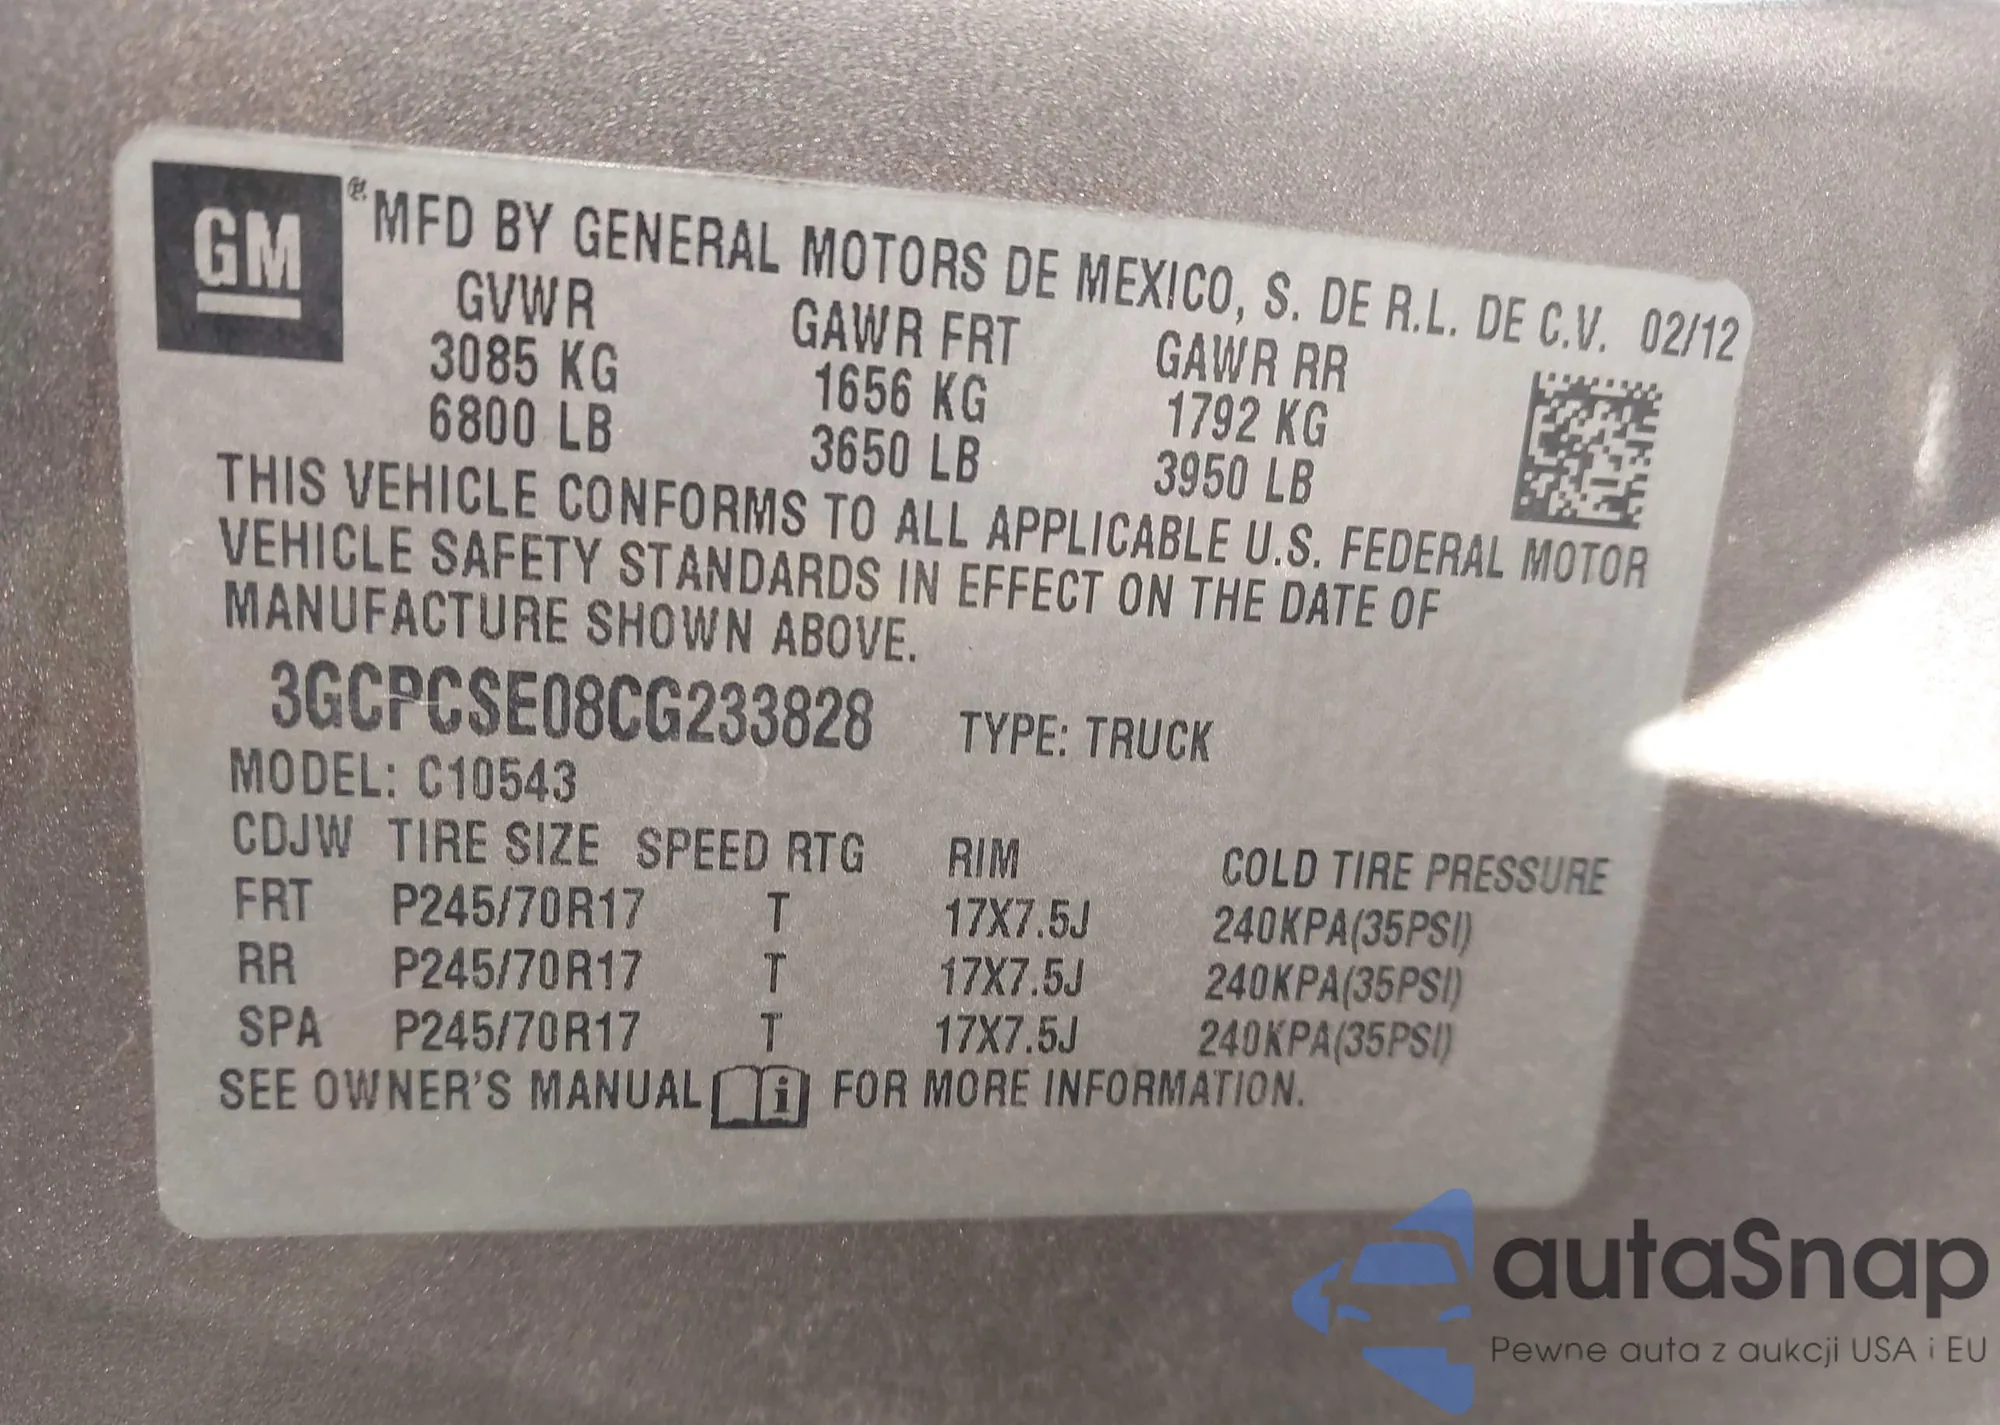 GM
® MFD BY GENERAL MOTORS DE MEXICO, S. DE R.L. DE C.V. 02/12
GVWR GAWR FRT GAWR RR
3085 KG 1656 KG 1792 KG
6800 LB 3650 LB 3950 LB
THIS VEHICLE CONFORMS TO ALL APPLICABLE U.S. FEDERAL MOTOR
VEHICLE SAFETY STANDARDS IN EFFECT ON THE DATE OF
MANUFACTURE SHOWN ABOVE.
3GCPCSE08CG233828 TYPE: TRUCK
MODEL: C10543
CDJW TIRE SIZE SPEED RTG RIM COLD TIRE PRESSURE
FRT P245/70R17 T 17X7.5J 240KPA(35PSI)
RR P245/70R17 T 17X7.5J 240KPA(35PSI)
SPA P245/70R17 T 17X7.5J 240KPA(35PSI)
SEE OWNER'S MANUAL i FOR MORE INFORMATION.
autaSnap
Pewne auta z aukcji USA i EU